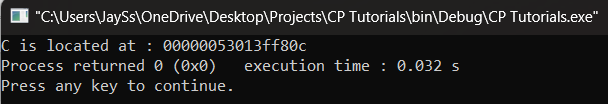 "C:\Users\JaySs\OneDrive\Desktop\Projects\CP Tutorials\bin\Debug\CP Tutorials.exe"
C is located at : 00000053013ff80c
Process returned 0 (0x0)   execution time : 0.032 s
Press any key to continue.